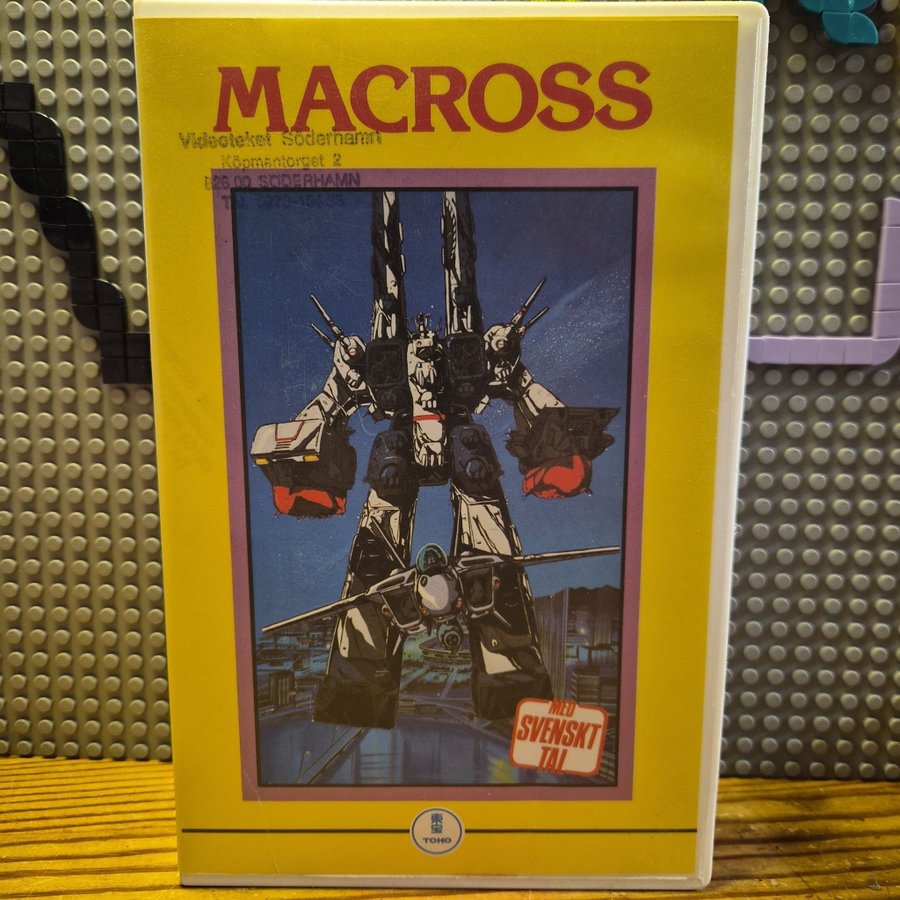 MACROSS
Videoteket Söderhamn
Köpmantorget 2
826 00 SÖDERHAMN
MED
SVENSKT
TAL
東宝
TOHO